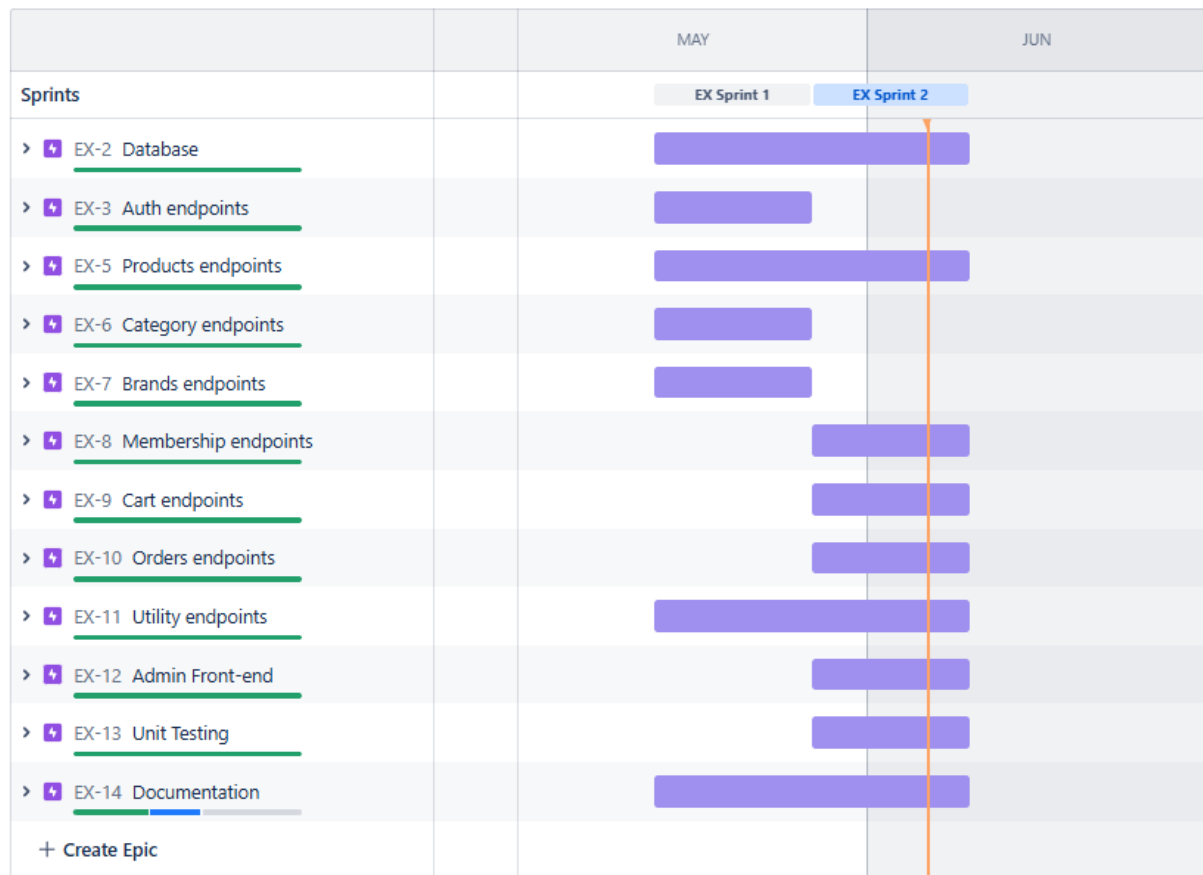 MAY JUN
Sprints EX Sprint 1 EX Sprint 2
EX-2 Database
EX-3 Auth endpoints
EX-5 Products endpoints
EX-6 Category endpoints
EX-7 Brands endpoints
EX-8 Membership endpoints
EX-9 Cart endpoints
EX-10 Orders endpoints
EX-11 Utility endpoints
EX-12 Admin Front-end
EX-13 Unit Testing
EX-14 Documentation
+ Create Epic